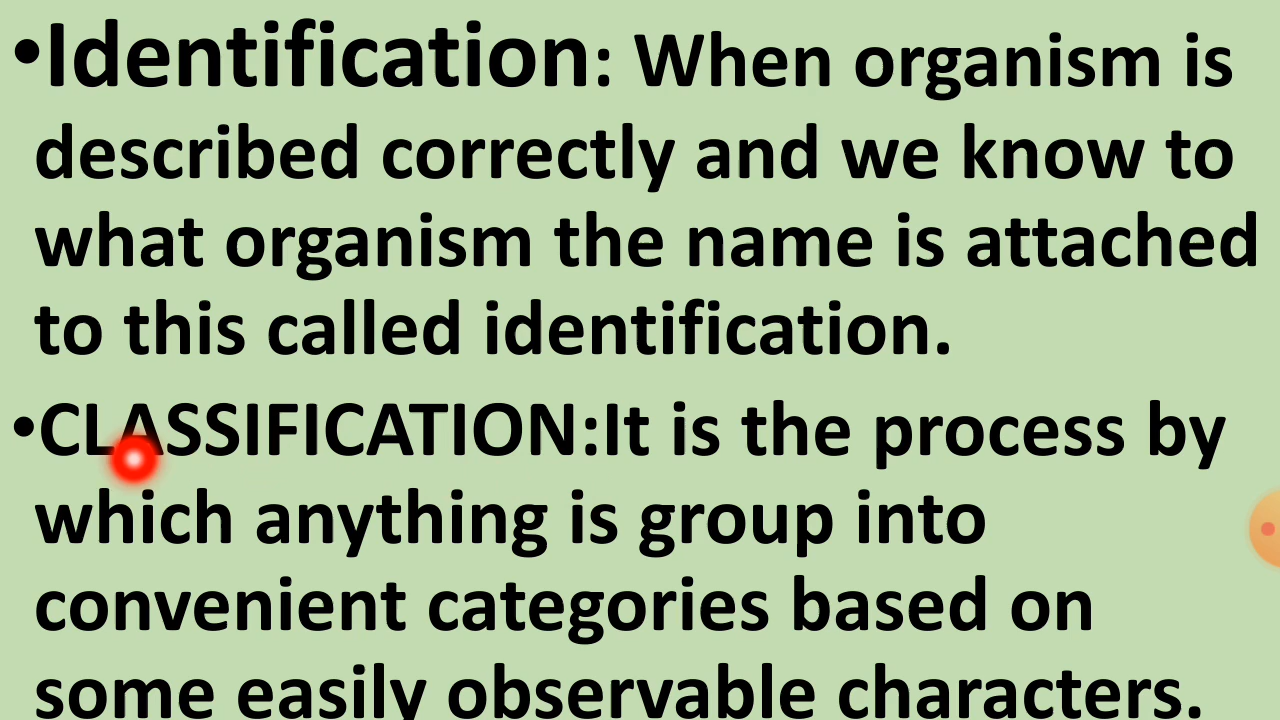 •Identification: When organism is
described correctly and we know to
what organism the name is attached
to this called identification.
•CLASSIFICATION:It is the process by
which anything is group into
convenient categories based on
some easily observable characters.